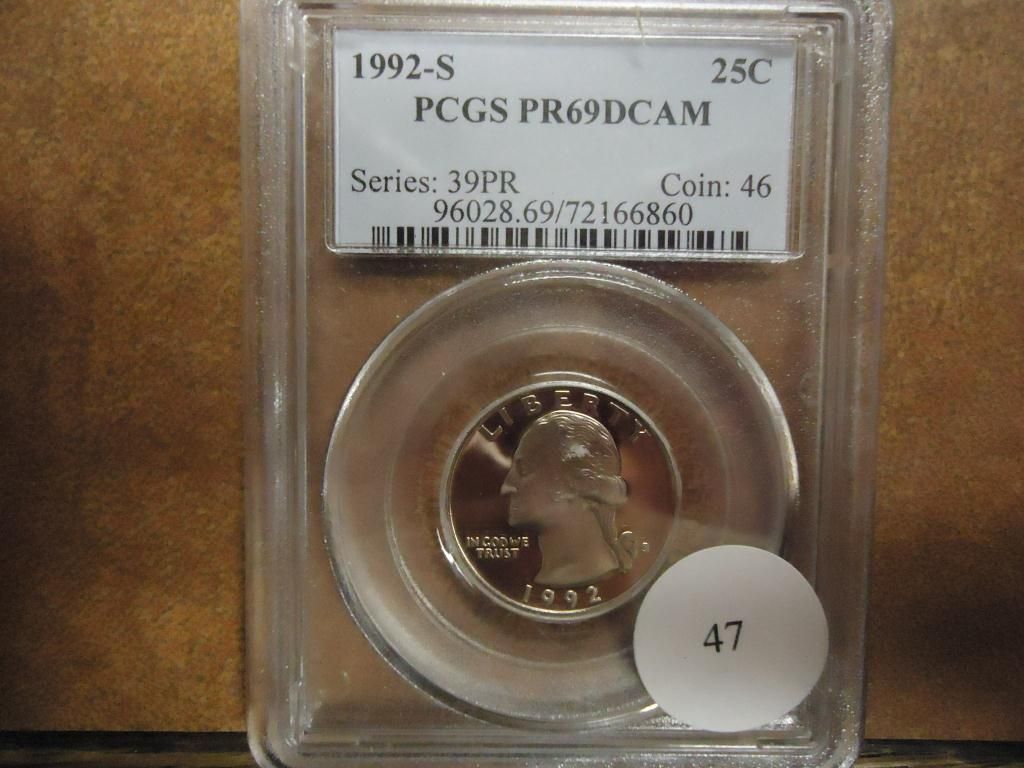 1992-S 25C
PCGS PR69DCAM
Series: 39PR Coin: 46
96028.69/72166860
LIBERTY
IN GOD WE
TRUST
S
1992
47